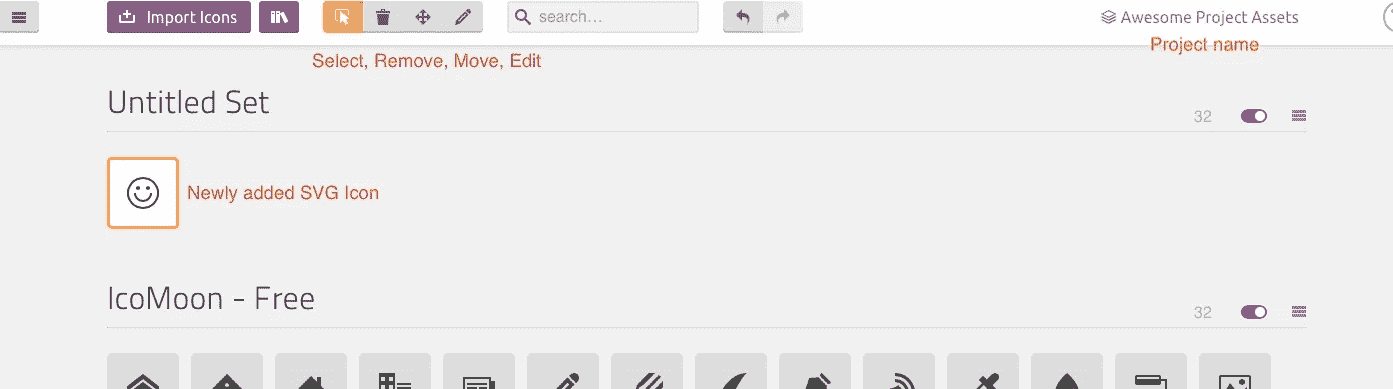 Import Icons
search...
Awesome Project Assets
Project name
Select, Remove, Move, Edit
Untitled Set
32
Newly added SVG Icon
IcoMoon - Free
32